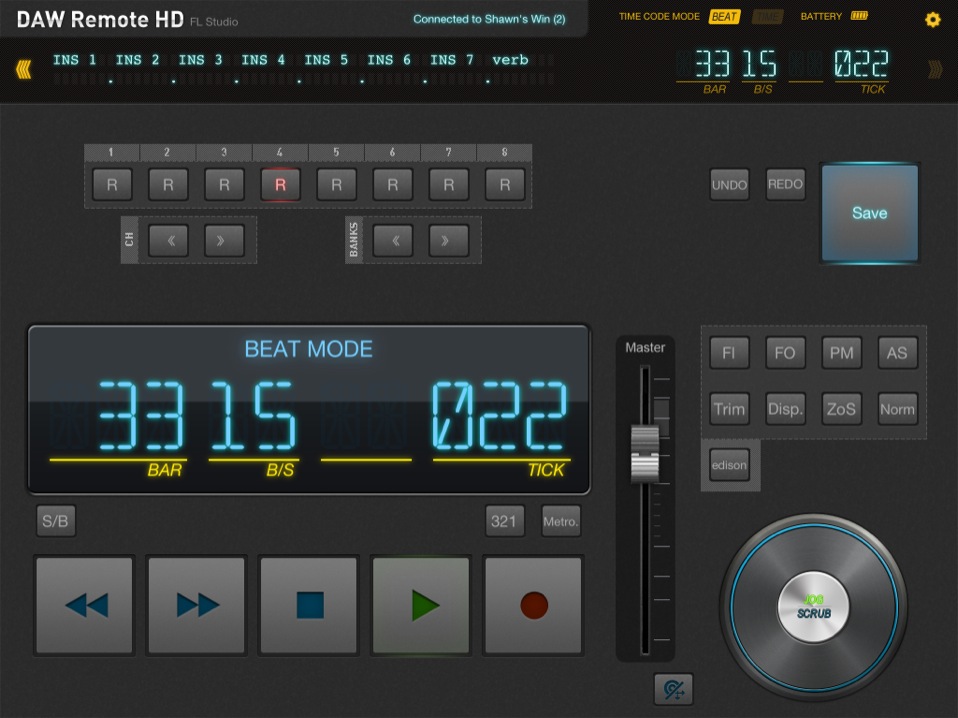 DAW Remote HD FL Studio Connected to Shawn's Win (2) TIME CODE MODE BEAT TIME BATTERY
INS 1 INS 2 INS 3 INS 4 INS 5 INS 6 INS 7 verb
33 15 022
BAR B/S TICK
1 2 3 4 5 6 7 8
R R R R R R R R
UNDO REDO Save
CH « » BANKS « »
BEAT MODE
33 15 022
BAR B/S TICK
Master
FI FO PM AS
Trim Disp. ZoS Norm
edison
S/B 321 Metro.
JOG
SCRUB